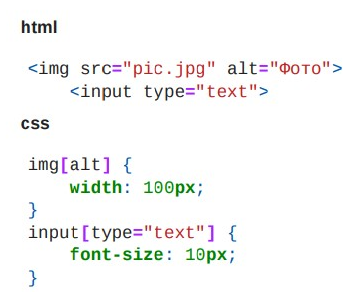 html
<img src="pic.jpg" alt="Фото">
<input type="text">
css
img[alt] {
width: 100px;
}
input[type="text"] {
font-size: 10px;
}